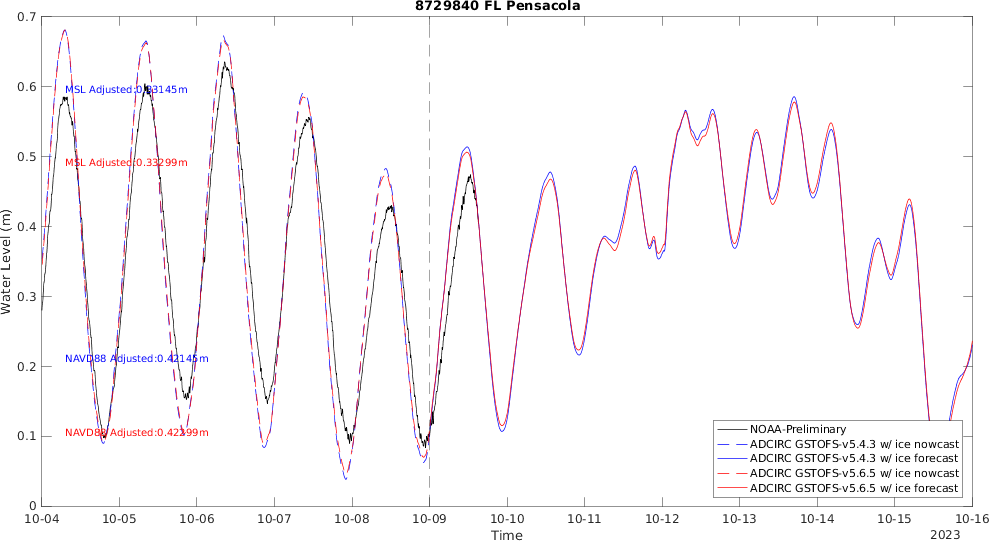 8729840 FL Pensacola
0.7
0.6
0.5
0.4
0.3
0.2
0.1
0
Water Level (m)
MSL Adjusted:0.33145m
MSL Adjusted:0.33299m
NAVD88 Adjusted:0.42145m
NAVD88 Adjusted:0.42299m
NOAA-Preliminary
ADCIRC GSTOFS-v5.4.3 w/ ice nowcast
ADCIRC GSTOFS-v5.4.3 w/ ice forecast
ADCIRC GSTOFS-v5.6.5 w/ ice nowcast
ADCIRC GSTOFS-v5.6.5 w/ ice forecast
10-04 10-05 10-06 10-07 10-08 10-09 10-10 10-11 10-12 10-13 10-14 10-15 10-16
Time
2023